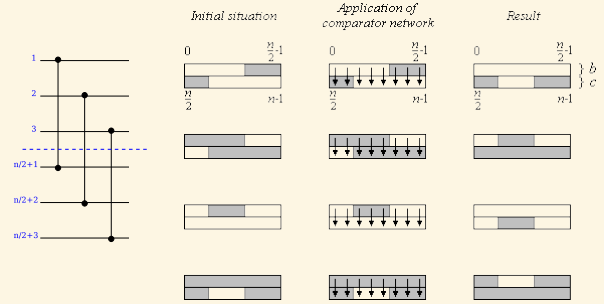 Initial situation
Application of
comparator network
Result
0 n/2-1
0 n/2-1
0 n/2-1
} b
} c
n/2 n-1
n/2 n-1
n/2 n-1
1
2
3
n/2+1
n/2+2
n/2+3